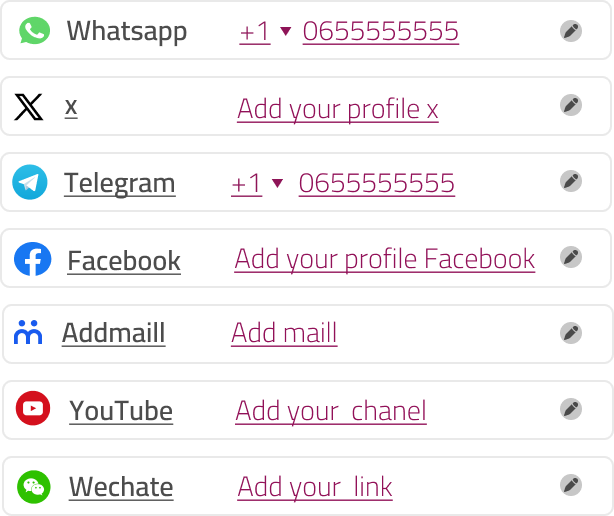 Whatsapp +1 0655555555
x Add your profile x
Telegram +1 0655555555
Facebook Add your profile Facebook
Addmaill Add maill
YouTube Add your chanel
Wechate Add your link